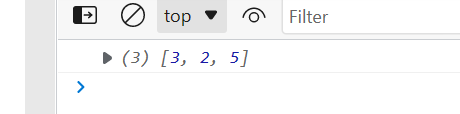 top Filter
(3) [3, 2, 5]